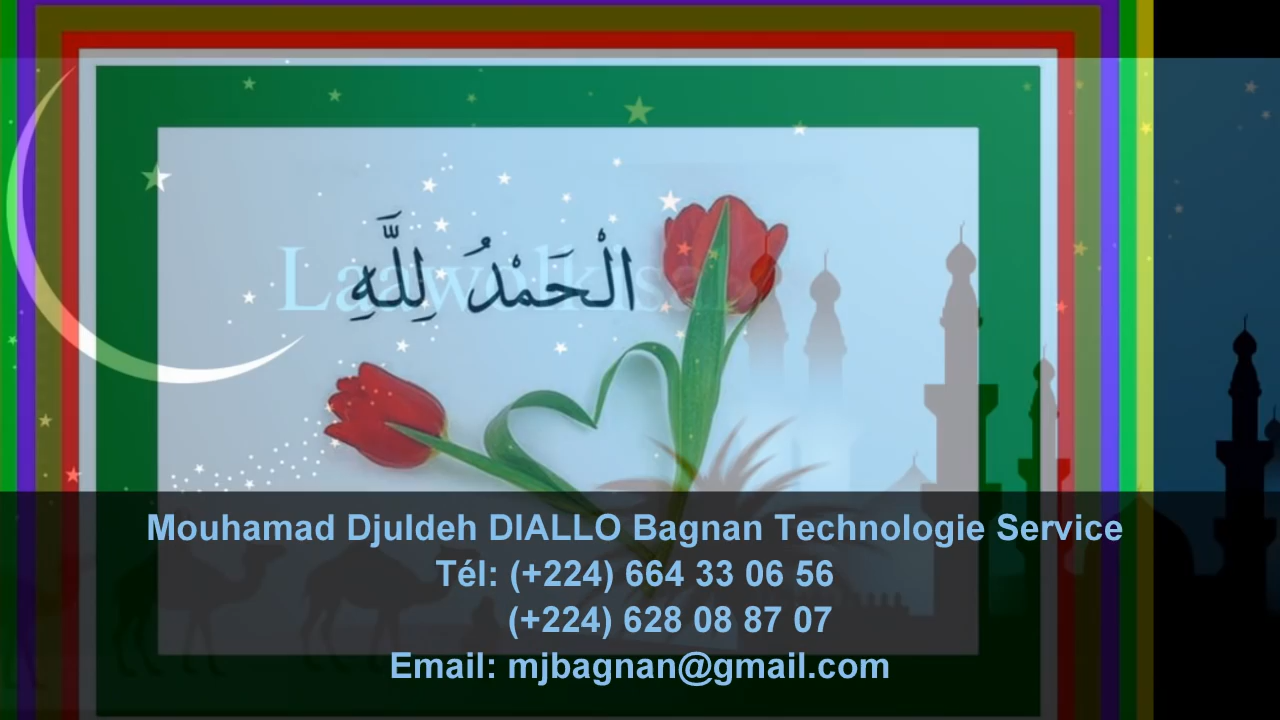 الْحَمْدُ لِلَّهِ
Mouhamad Djuldeh DIALLO Bagnan Technologie Service
Tél: (+224) 664 33 06 56
(+224) 628 08 87 07
Email: mjbagnan@gmail.com